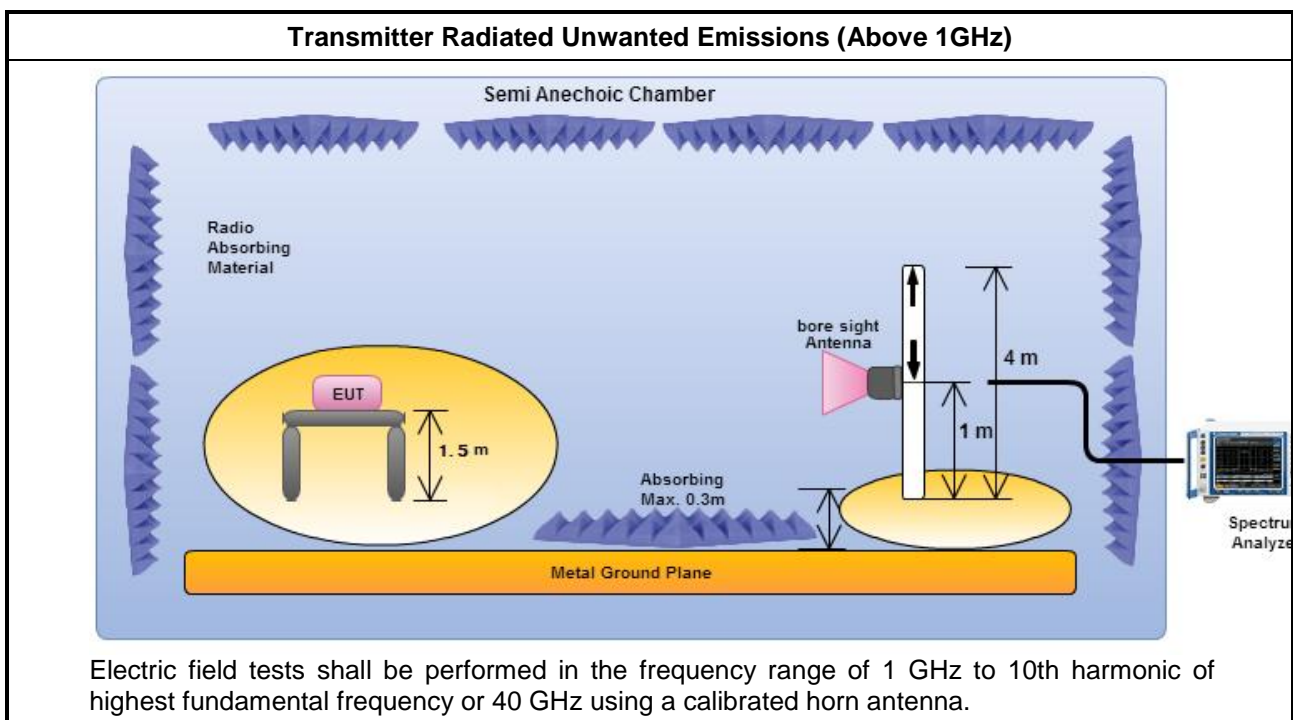 Transmitter Radiated Unwanted Emissions (Above 1GHz)
Semi Anechoic Chamber
Radio
Absorbing
Material
bore sight
Antenna
4 m
EUT
1.5 m
1 m
Absorbing
Max. 0.3m
Spectru
Analyze
Metal Ground Plane
Electric field tests shall be performed in the frequency range of 1 GHz to 10th harmonic of
highest fundamental frequency or 40 GHz using a calibrated horn antenna.